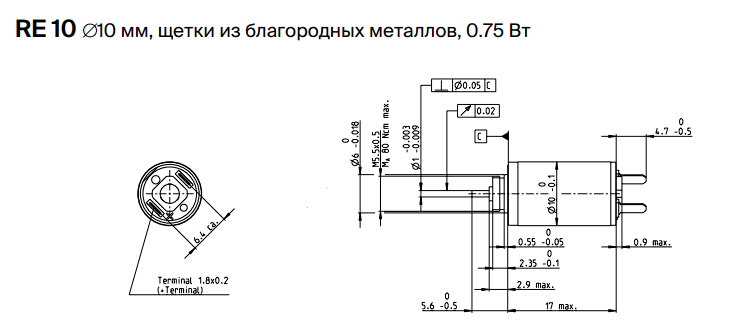 RE 10 ∅10 мм, щетки из благородных металлов, 0.75 Вт
⊥ ∅0.05 C
↗ 0.02
C
0
∅6 -0.018
M5.5x0.5
M_A 80 Ncm max.
-0.003
∅1 -0.009
0
∅10 -0.1
0
4.7 -0.5
6.4 ca.
0
0.55 -0.05
0.9 max.
0
2.35 -0.1
2.9 max.
0
5.6 -0.5
17 max.
Terminal 1.8x0.2
(+Terminal)